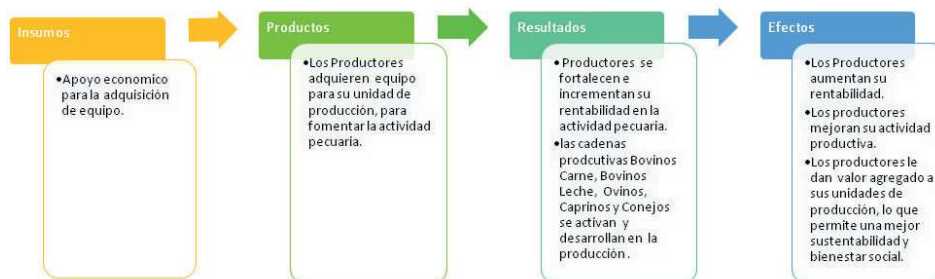 Insumos
•Apoyo economico
para la adquisición
de equipo.
Productos
•Los Productores
adquieren equipo
para su unidad de
producción, para
fomentar la actividad
pecuaria.
Resultados
• Productores se
fortalecen e
incrementan su
rentabilidad en la
actividad pecuaria.
•las cadenas
prodcutivas Bovinos
Carne, Bovinos
Leche, Ovinos,
Caprinos y Conejos
se activan y
desarrollan en la
producción .
Efectos
•Los Productores
aumentan su
rentabilidad.
•Los productores
mejoran su actividad
productiva.
•Los productores le
dan valor agregado a
sus unidades de
producción, lo que
permite una mejor
sustentabilidad y
bienestar social.